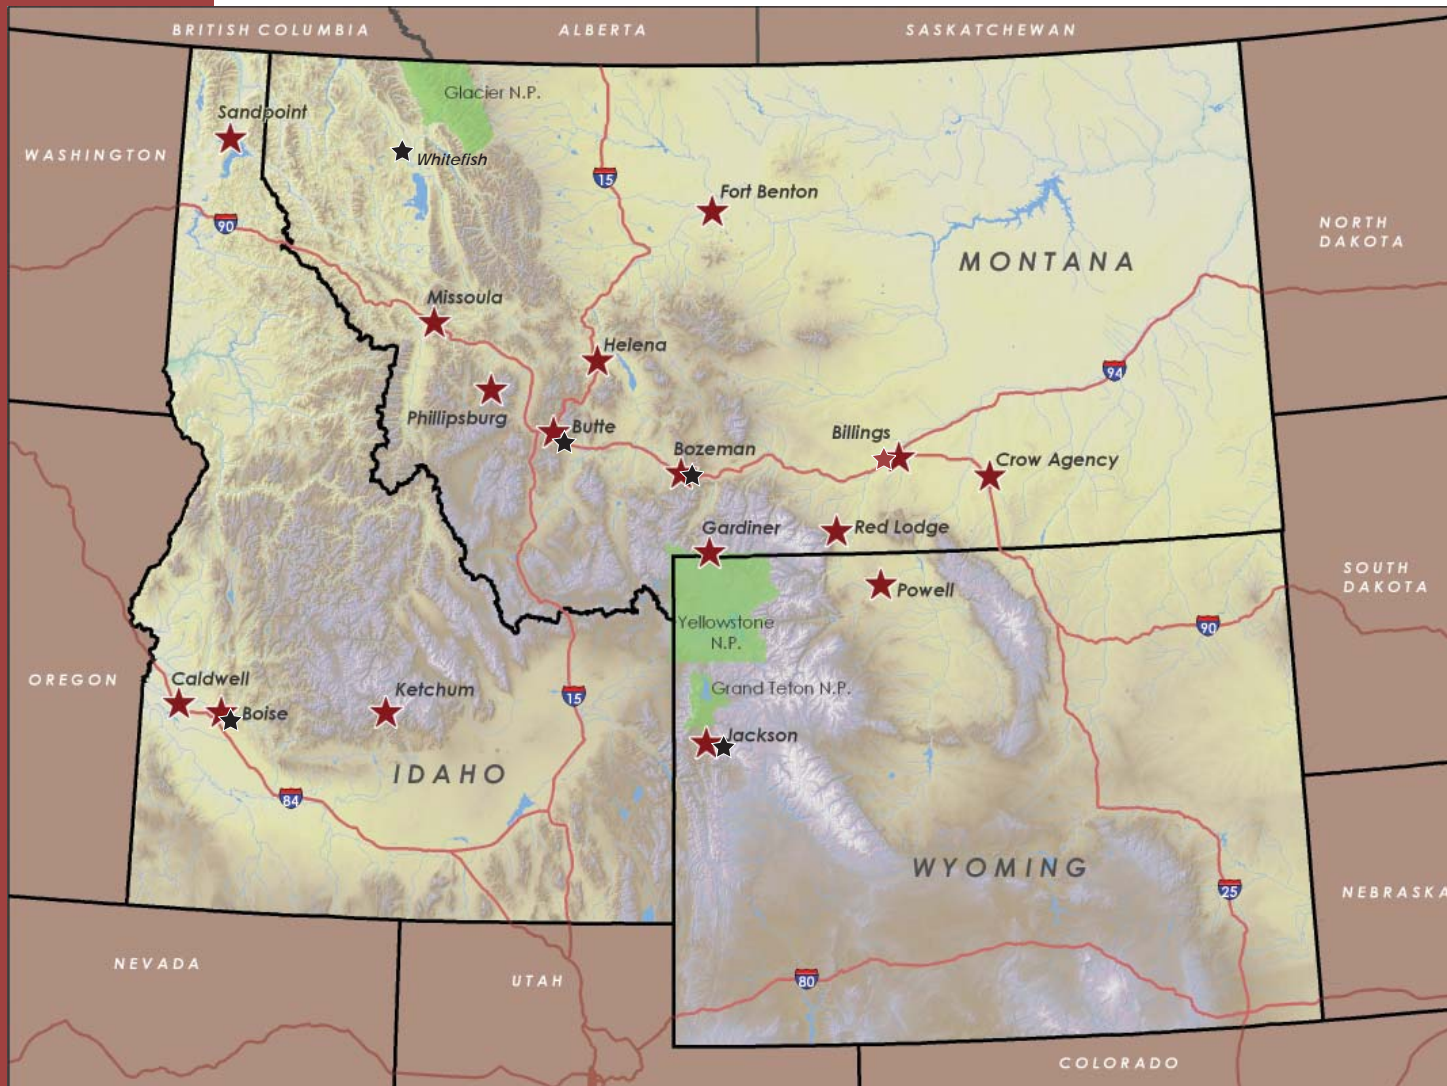 BRITISH COLUMBIA
ALBERTA
SASKATCHEWAN
Glacier N.P.
Sandpoint
WASHINGTON
Whitefish
15
Fort Benton
90
NORTH
DAKOTA
MONTANA
Missoula
Helena
94
Phillipsburg
Butte
Billings
Bozeman
Crow Agency
Gardiner
Red Lodge
SOUTH
DAKOTA
Powell
Yellowstone
N.P.
90
OREGON
Caldwell
Ketchum
Grand Teton N.P.
15
Boise
Jackson
IDAHO
84
WYOMING
25
NEBRASKA
NEVADA
UTAH
80
COLORADO